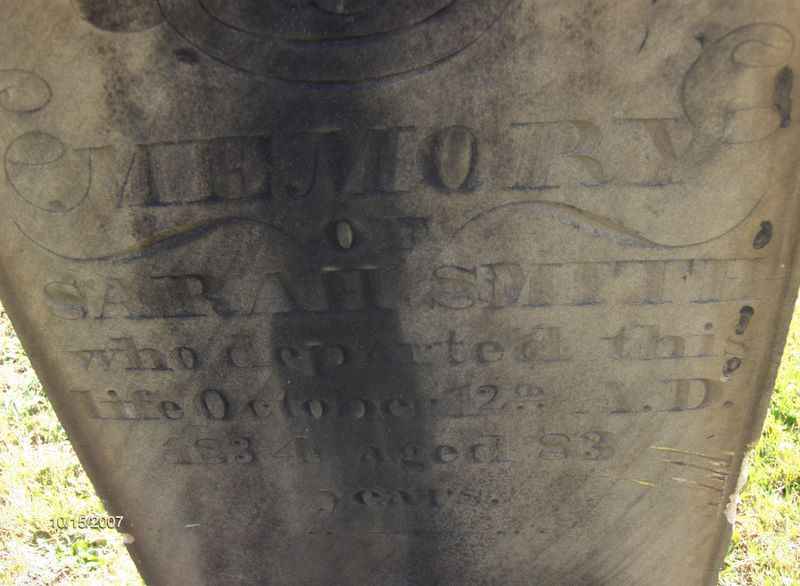 MEMORY
OF
SARAH SMITH
who departed this
life October 12th A.D.
1834 aged 83
years.
10/15/2007